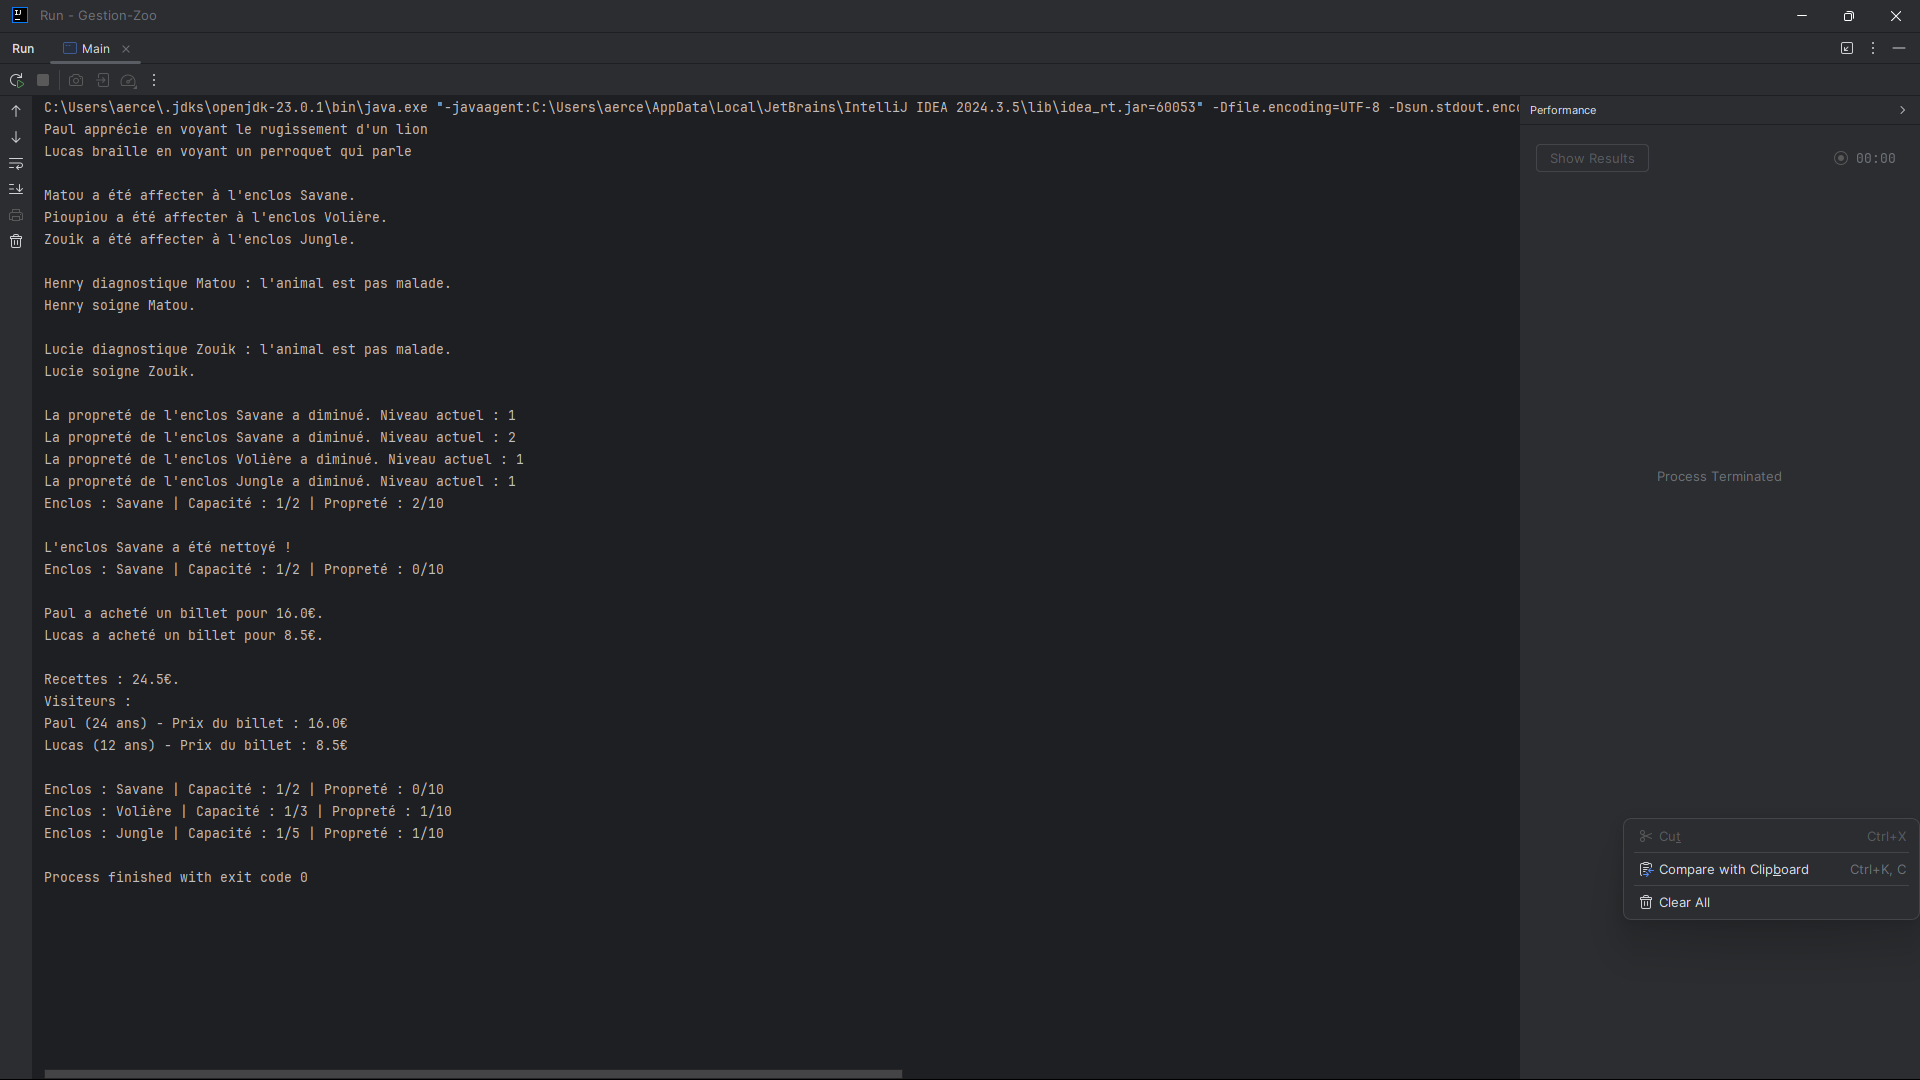 Run - Gestion-Zoo
Run Main
C:\Users\aerce\.jdks\openjdk-23.0.1\bin\java.exe "-javaagent:C:\Users\aerce\AppData\Local\JetBrains\IntelliJ IDEA 2024.3.5\lib\idea_rt.jar=60053" -Dfile.encoding=UTF-8 -Dsun.stdout.enc
Paul apprécie en voyant le rugissement d'un lion
Lucas braille en voyant un perroquet qui parle
Matou a été affecter à l'enclos Savane.
Pioupiou a été affecter à l'enclos Volière.
Zouik a été affecter à l'enclos Jungle.
Henry diagnostique Matou : l'animal est pas malade.
Henry soigne Matou.
Lucie diagnostique Zouik : l'animal est pas malade.
Lucie soigne Zouik.
La propreté de l'enclos Savane a diminué. Niveau actuel : 1
La propreté de l'enclos Savane a diminué. Niveau actuel : 2
La propreté de l'enclos Volière a diminué. Niveau actuel : 1
La propreté de l'enclos Jungle a diminué. Niveau actuel : 1
Enclos : Savane | Capacité : 1/2 | Propreté : 2/10
L'enclos Savane a été nettoyé !
Enclos : Savane | Capacité : 1/2 | Propreté : 0/10
Paul a acheté un billet pour 16.0€.
Lucas a acheté un billet pour 8.5€.
Recettes : 24.5€.
Visiteurs :
Paul (24 ans) - Prix du billet : 16.0€
Lucas (12 ans) - Prix du billet : 8.5€
Enclos : Savane | Capacité : 1/2 | Propreté : 0/10
Enclos : Volière | Capacité : 1/3 | Propreté : 1/10
Enclos : Jungle | Capacité : 1/5 | Propreté : 1/10
Process finished with exit code 0
Performance
Show Results 00:00
Process Terminated
Cut Ctrl+X
Compare with Clipboard Ctrl+K, C
Clear All